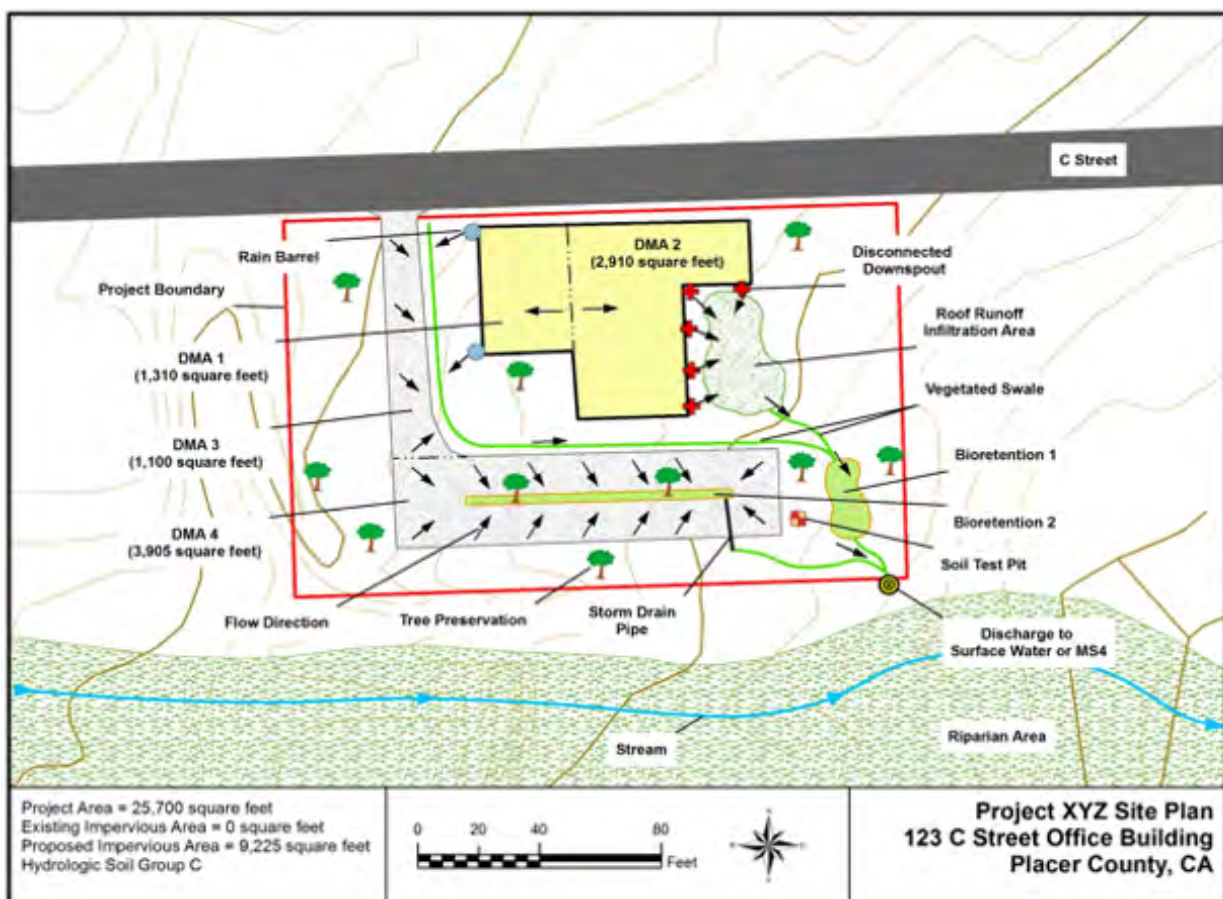 C Street
Rain Barrel
DMA 2
(2,910 square feet)
Disconnected
Downspout
Project Boundary
Roof Runoff
Infiltration Area
DMA 1
(1,310 square feet)
Vegetated Swale
DMA 3
(1,100 square feet)
Bioretention 1
Bioretention 2
DMA 4
(3,905 square feet)
Soil Test Pit
Flow Direction
Tree Preservation
Storm Drain
Pipe
Discharge to
Surface Water or MS4
Stream
Riparian Area
Project Area = 25,700 square feet
Existing Impervious Area = 0 square feet
Proposed Impervious Area = 9,225 square feet
Hydrologic Soil Group C
0 20 40 80
Feet
Project XYZ Site Plan
123 C Street Office Building
Placer County, CA